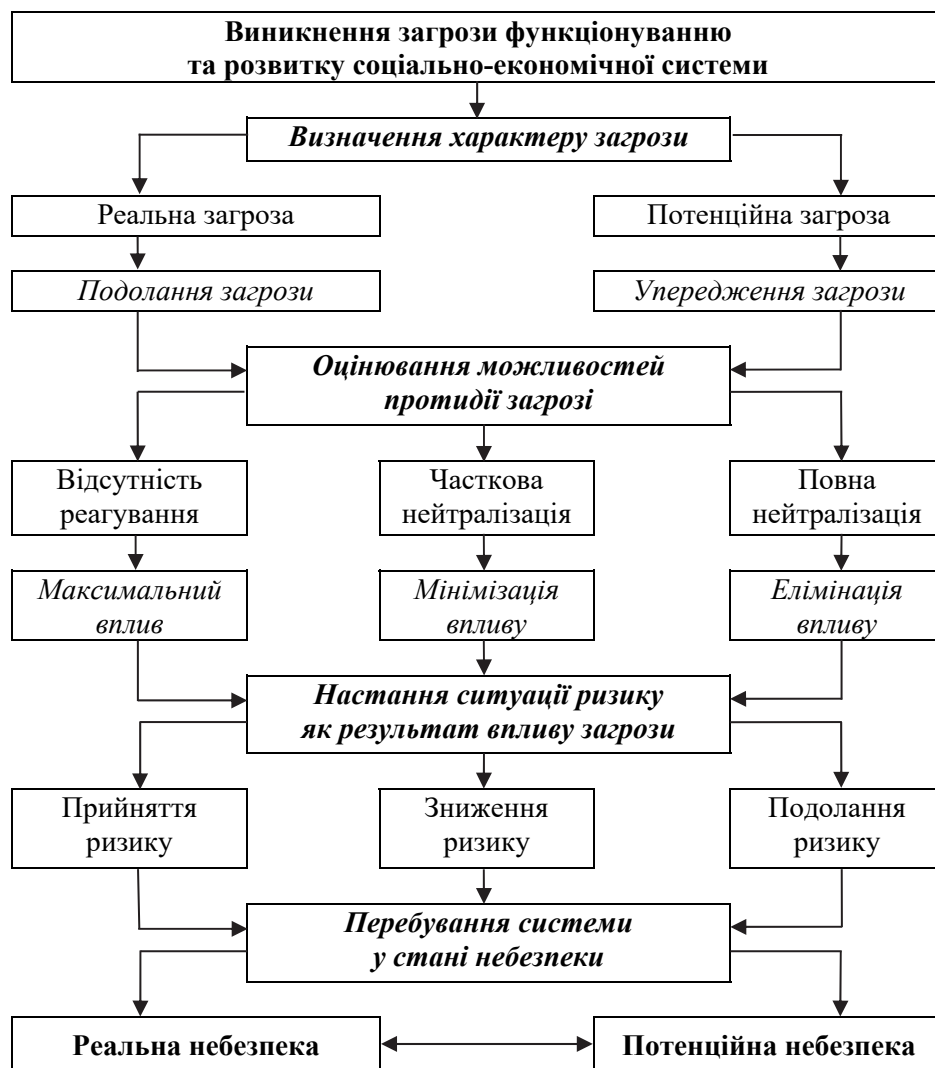 Виникнення загрози функціонуванню
та розвитку соціально-економічної системи
Визначення характеру загрози
Реальна загроза
Потенційна загроза
Подолання загрози
Упередження загрози
Оцінювання можливостей
протидії загрозі
Відсутність
реагування
Часткова
нейтралізація
Повна
нейтралізація
Максимальний
вплив
Мінімізація
впливу
Елімінація
впливу
Настання ситуації ризику
як результат впливу загрози
Прийняття
ризику
Зниження
ризику
Подолання
ризику
Перебування системи
у стані небезпеки
Реальна небезпека
Потенційна небезпека